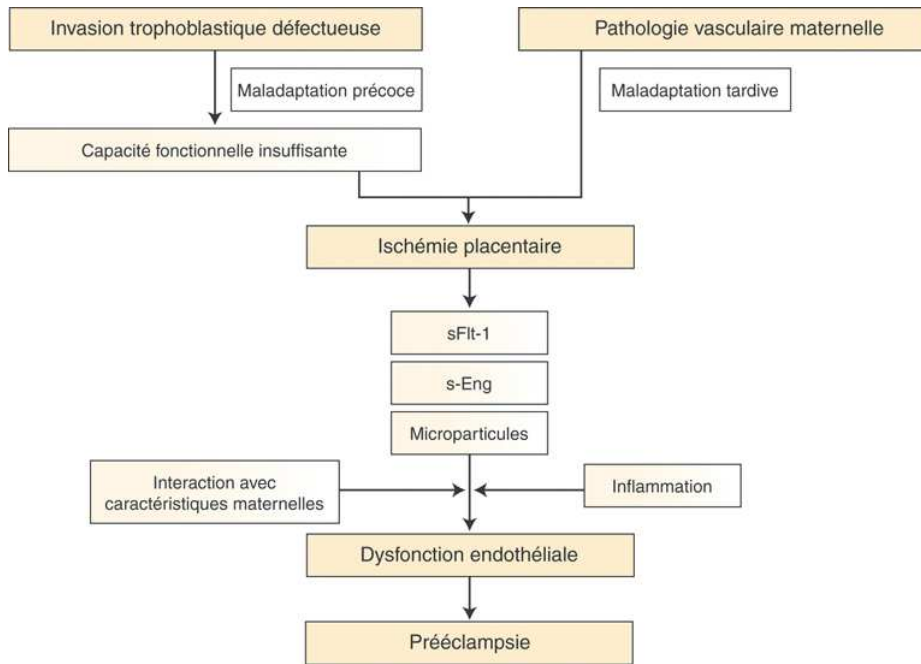 Invasion trophoblastique défectueuse
Pathologie vasculaire maternelle
Maladaptation précoce
Maladaptation tardive
Capacité fonctionnelle insuffisante
Ischémie placentaire
sFlt-1
s-Eng
Microparticules
Interaction avec
caractéristiques maternelles
Inflammation
Dysfonction endothéliale
Prééclampsie